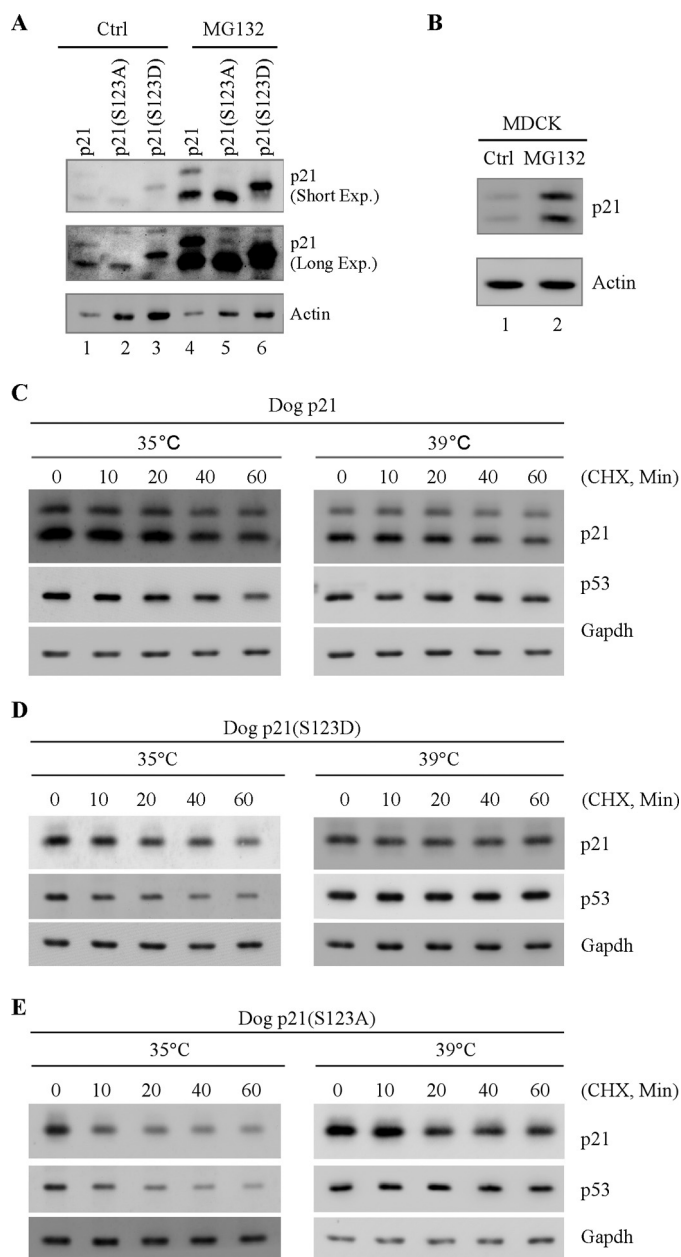 A
Ctrl MG132
p21 p21(S123A) p21(S123D) p21 p21(S123A) p21(S123D)
p21
(Short Exp.)
p21
(Long Exp.)
Actin
1 2 3 4 5 6
B
MDCK
Ctrl MG132
p21
Actin
1 2
C
Dog p21
35°C 39°C
0 10 20 40 60 0 10 20 40 60 (CHX, Min)
p21
p53
Gapdh
D
Dog p21(S123D)
35°C 39°C
0 10 20 40 60 0 10 20 40 60 (CHX, Min)
p21
p53
Gapdh
E
Dog p21(S123A)
35°C 39°C
0 10 20 40 60 0 10 20 40 60 (CHX, Min)
p21
p53
Gapdh